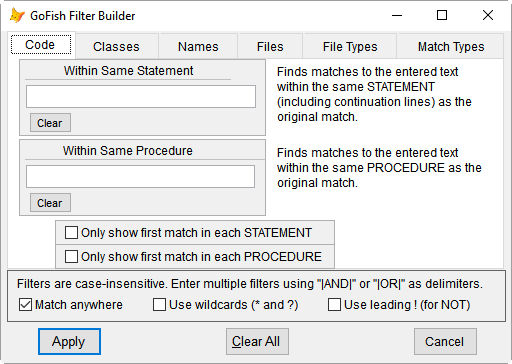 GoFish Filter Builder
Code
Classes
Names
Files
File Types
Match Types
Within Same Statement
Clear
Finds matches to the entered text
within the same STATEMENT
(including continuation lines) as the
original match.
Within Same Procedure
Clear
Finds matches to the entered text
within the same PROCEDURE as the
original match.
Only show first match in each STATEMENT
Only show first match in each PROCEDURE
Filters are case-insensitive. Enter multiple filters using "|AND|" or "|OR|" as delimiters.
Match anywhere
Use wildcards (* and ?)
Use leading ! (for NOT)
Apply
Clear All
Cancel